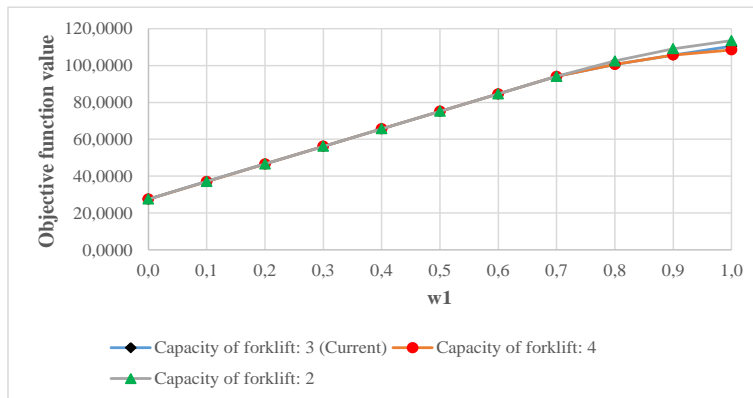 120,0000
100,0000
80,0000
60,0000
40,0000
20,0000
0,0000
Objective function value
0,0 0,1 0,2 0,3 0,4 0,5 0,6 0,7 0,8 0,9 1,0
w1
Capacity of forklift: 3 (Current) Capacity of forklift: 4
Capacity of forklift: 2